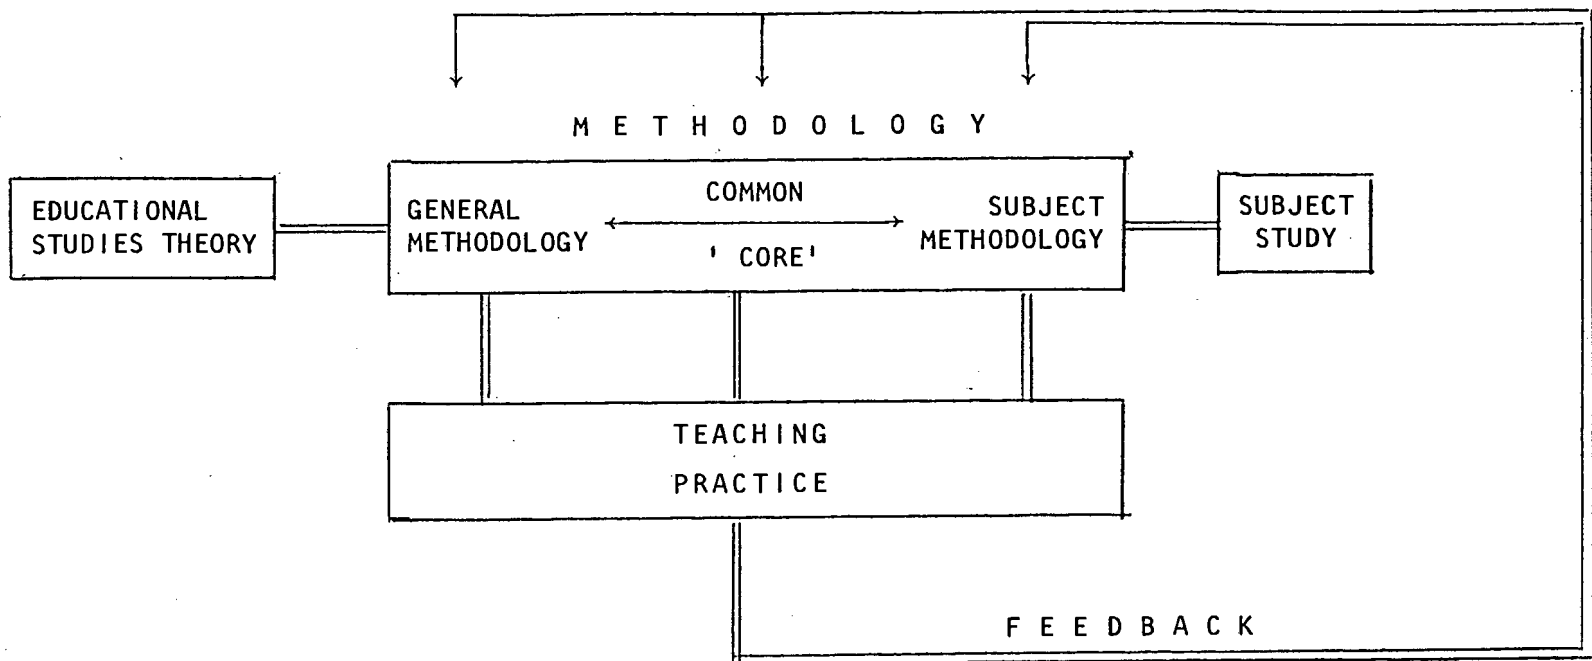 M E T H O D O L O G Y
EDUCATIONAL
STUDIES THEORY
GENERAL
METHODOLOGY
COMMON
' CORE'
SUBJECT
METHODOLOGY
SUBJECT
STUDY
TEACHING
PRACTICE
F E E D B A C K